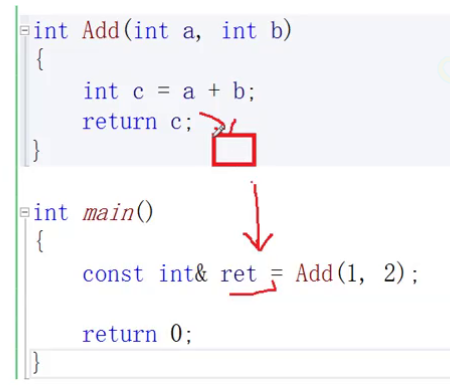 int Add(int a, int b)
{
int c = a + b;
return c;
}
int main()
{
const int& ret = Add(1, 2);
return 0;
}